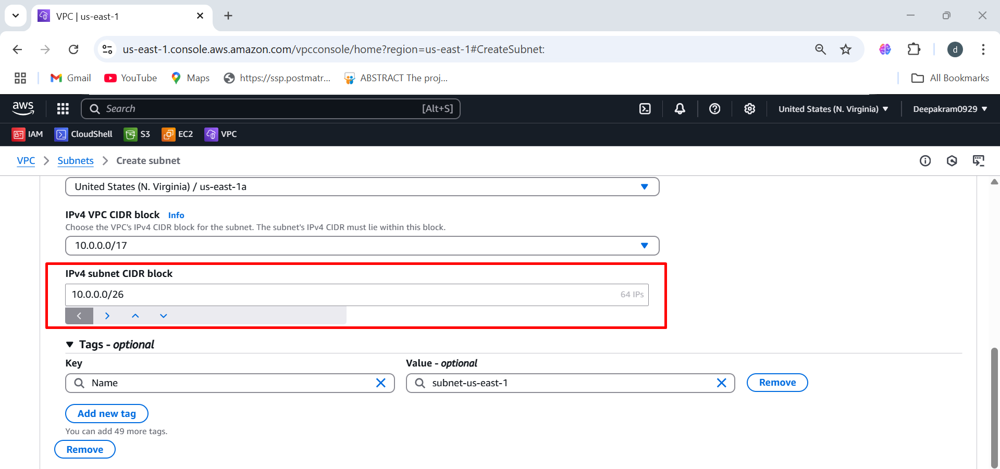 VPC | us-east-1
us-east-1.console.aws.amazon.com/vpcconsole/home?region=us-east-1#CreateSubnet:
d
Gmail
YouTube
Maps
https://ssp.postmatr...
ABSTRACT The proj...
All Bookmarks
aws
Search
[Alt+S]
United States (N. Virginia)
Deepakram0929
IAM
CloudShell
S3
EC2
VPC
VPC
Subnets
Create subnet
United States (N. Virginia) / us-east-1a
IPv4 VPC CIDR block Info
Choose the VPC's IPv4 CIDR block for the subnet. The subnet's IPv4 CIDR must lie within this block.
10.0.0.0/17
IPv4 subnet CIDR block
10.0.0.0/26
64 IPs
Tags - optional
Key
Value - optional
Name
subnet-us-east-1
Remove
Add new tag
You can add 49 more tags.
Remove